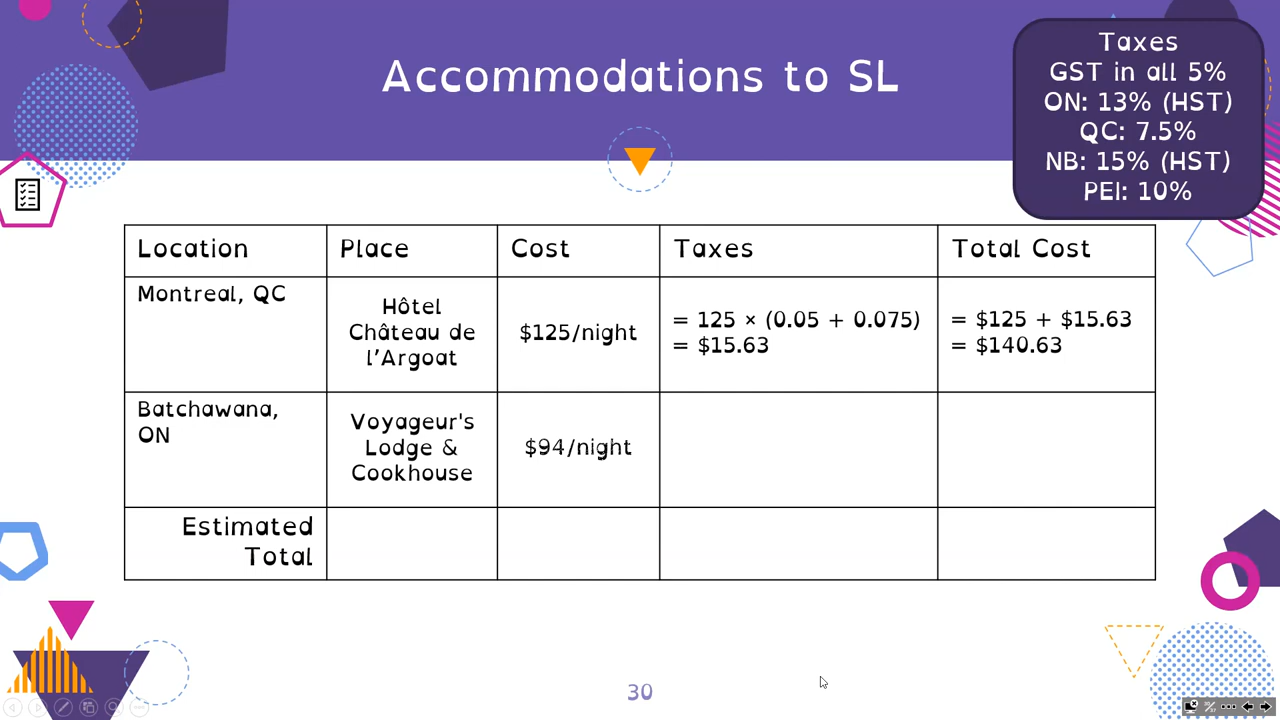 Accommodations to SL
Taxes
GST in all 5%
ON: 13% (HST)
QC: 7.5%
NB: 15% (HST)
PEI: 10%
Location
Place
Cost
Taxes
Total Cost
Montreal, QC
Hôtel
Château de
l’Argoat
$125/night
= 125 × (0.05 + 0.075)
= $15.63
= $125 + $15.63
= $140.63
Batchawana,
ON
Voyageur's
Lodge &
Cookhouse
$94/night
Estimated
Total
30